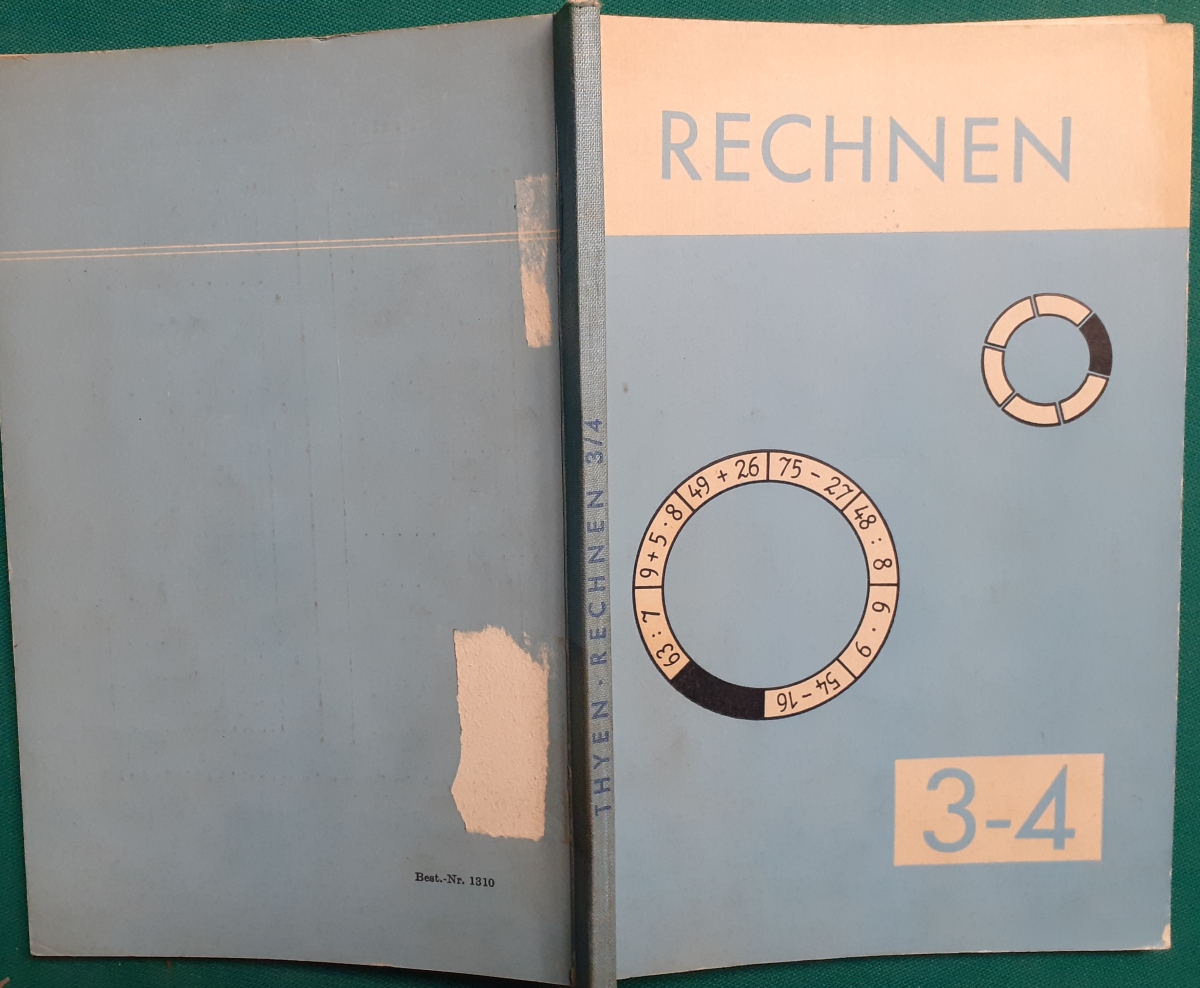 RECHNEN
49 + 26
75 - 27
48 : 8
6 · 9
54 - 16
63 : 7
9 + 5 · 8
3-4
THYEN · RECHNEN 3/4
Best.-Nr. 1310